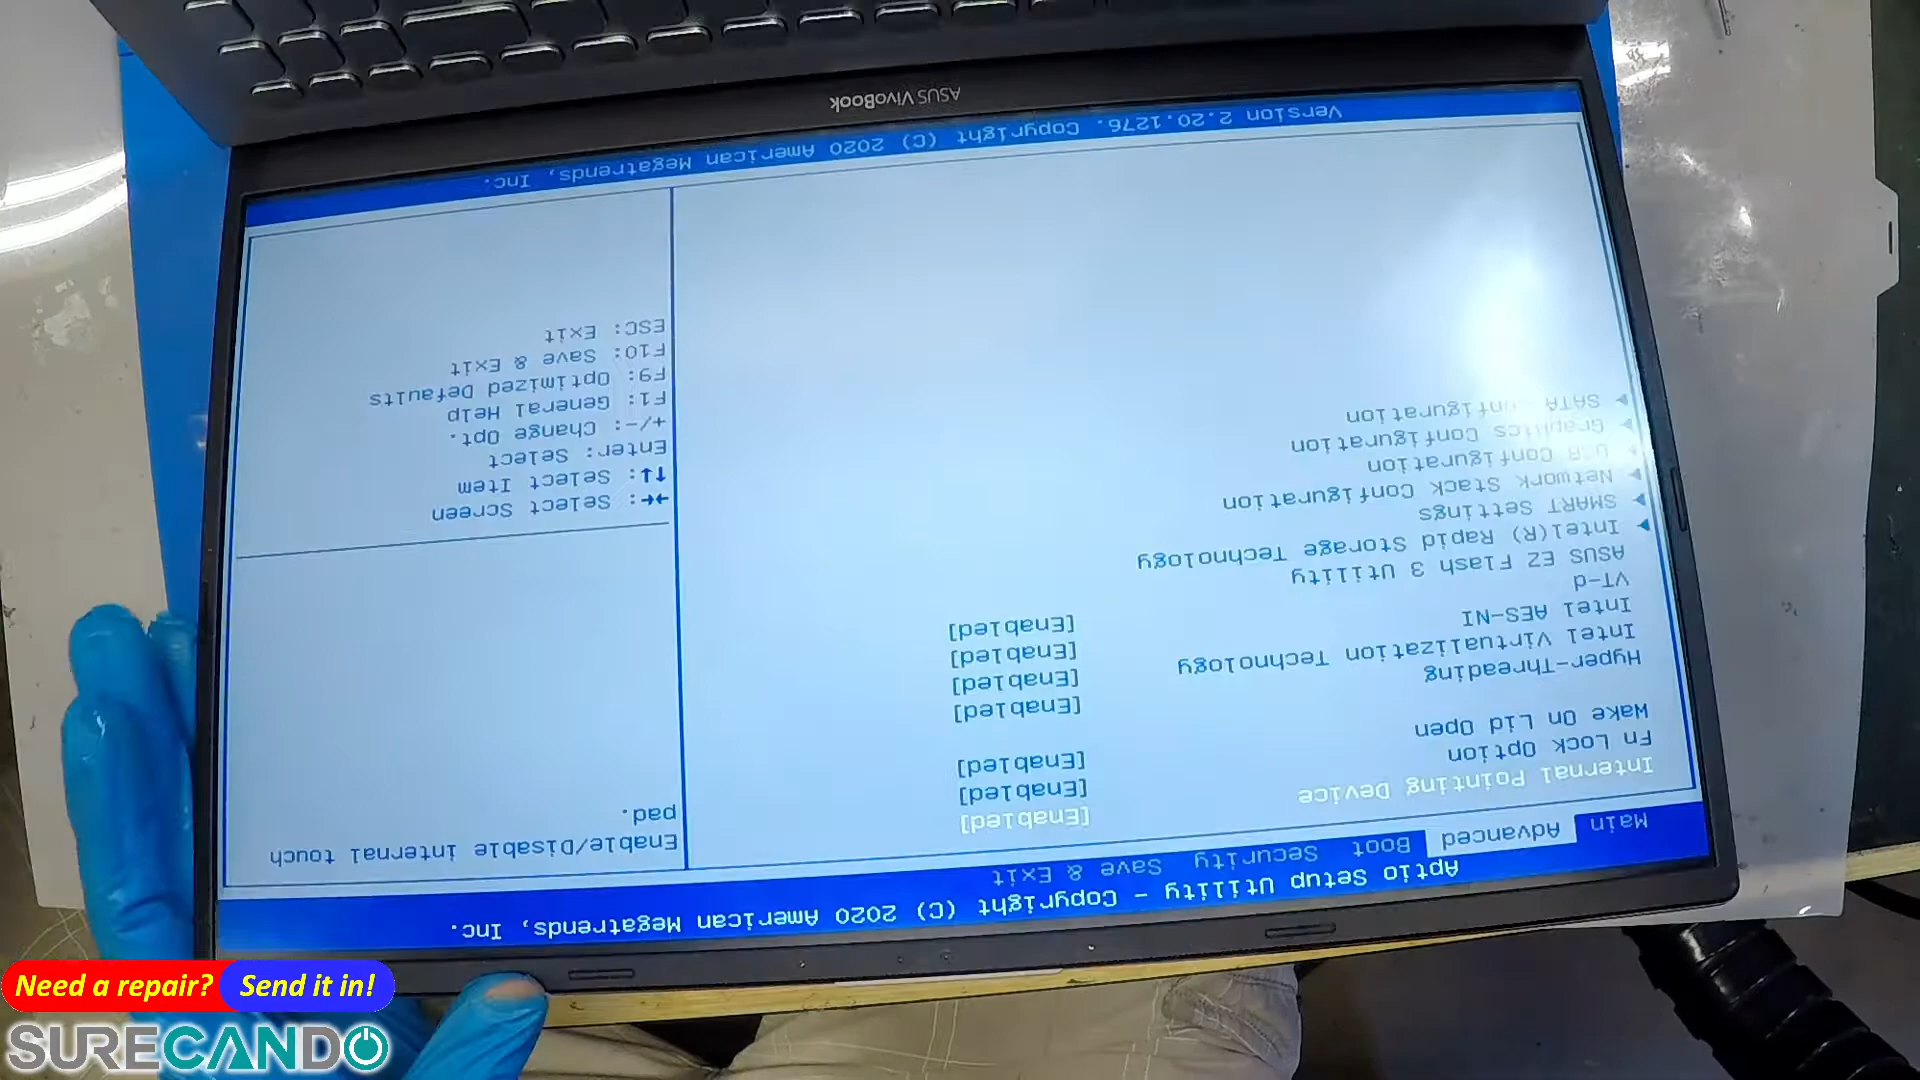 Aptio Setup Utility - Copyright (C) 2020 American Megatrends, Inc.
Main Advanced Boot Security Save & Exit
Internal Pointing Device [Enabled]
Fn Lock Option [Enabled]
Wake On Lid Open [Enabled]
Hyper-Threading [Enabled]
Intel Virtualization Technology [Enabled]
Intel AES-NI [Enabled]
VT-d [Enabled]
ASUS EZ Flash 3 Utility
Intel(R) Rapid Storage Technology
SMART Settings
Network Stack Configuration
USB Configuration
Graphics Configuration
SATA Configuration
Enable/Disable internal touch
pad.
→←: Select Screen
↑↓: Select Item
Enter: Select
+/-: Change Opt.
F1: General Help
F9: Optimized Defaults
F10: Save & Exit
ESC: Exit
Version 2.20.1276. Copyright (C) 2020 American Megatrends, Inc.
ASUS VivoBook
Need a repair? Send it in!
SURECANDO